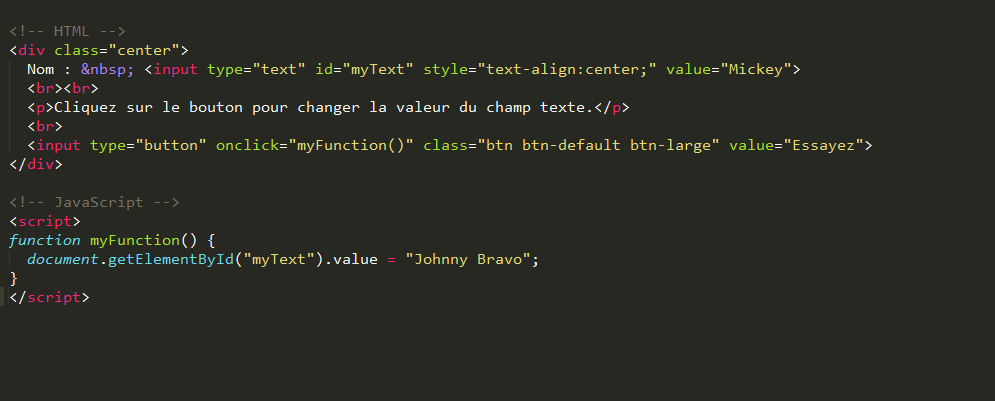 <!-- HTML -->
<div class="center">
Nom : &nbsp; <input type="text" id="myText" style="text-align:center;" value="Mickey">
<br><br>
<p>Cliquez sur le bouton pour changer la valeur du champ texte.</p>
<br>
<input type="button" onclick="myFunction()" class="btn btn-default btn-large" value="Essayez">
</div>
<!-- JavaScript -->
<script>
function myFunction() {
document.getElementById("myText").value = "Johnny Bravo";
}
</script>